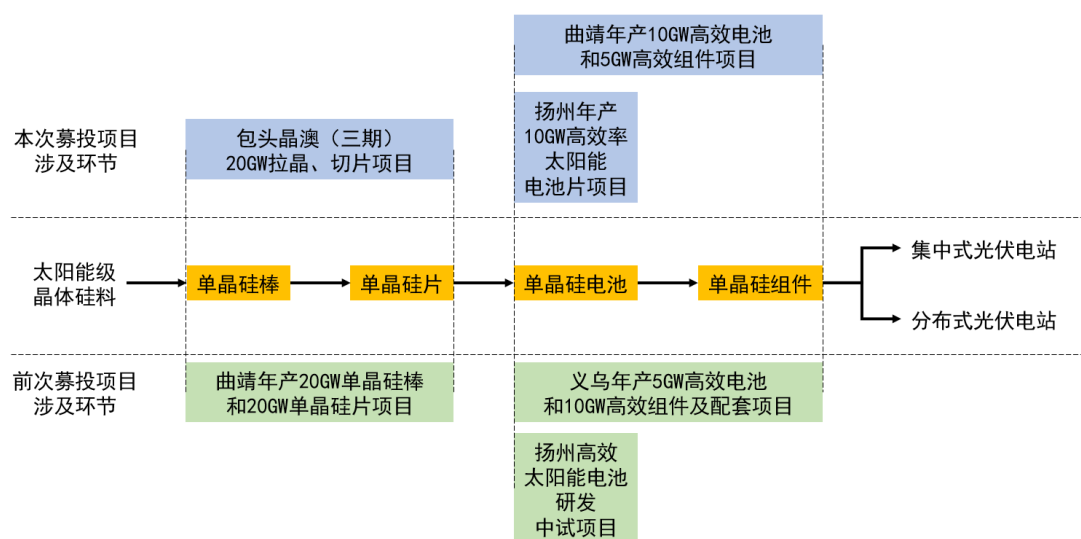 曲靖年产10GW高效电池
和5GW高效组件项目
本次募投项目
涉及环节
包头晶澳（三期）
20GW拉晶、切片项目
扬州年产
10GW高效率
太阳能
电池片项目
太阳能级
晶体硅料
单晶硅棒
单晶硅片
单晶硅电池
单晶硅组件
集中式光伏电站
分布式光伏电站
前次募投项目
涉及环节
曲靖年产20GW单晶硅棒
和20GW单晶硅片项目
义乌年产5GW高效电池
和10GW高效组件及配套项目
扬州高效
太阳能电池
研发
中试项目